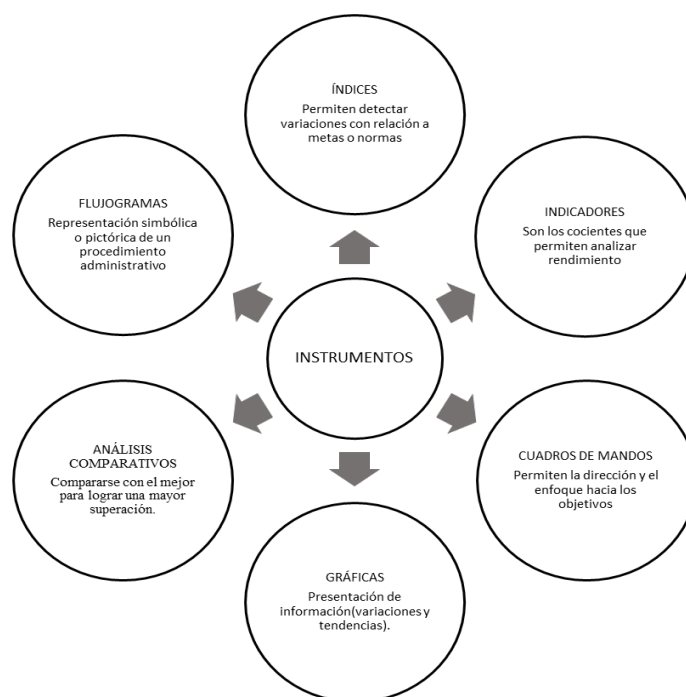 ÍNDICES
Permiten detectar
variaciones con relación a
metas o normas
FLUJOGRAMAS
Representación simbólica
o pictórica de un
procedimiento
administrativo
INDICADORES
Son los cocientes que
permiten analizar
rendimiento
INSTRUMENTOS
ANÁLISIS
COMPARATIVOS
Compararse con el mejor
para lograr una mayor
superación.
CUADROS DE MANDOS
Permiten la dirección y el
enfoque hacia los
objetivos
GRÁFICAS
Presentación de
información(variaciones y
tendencias).